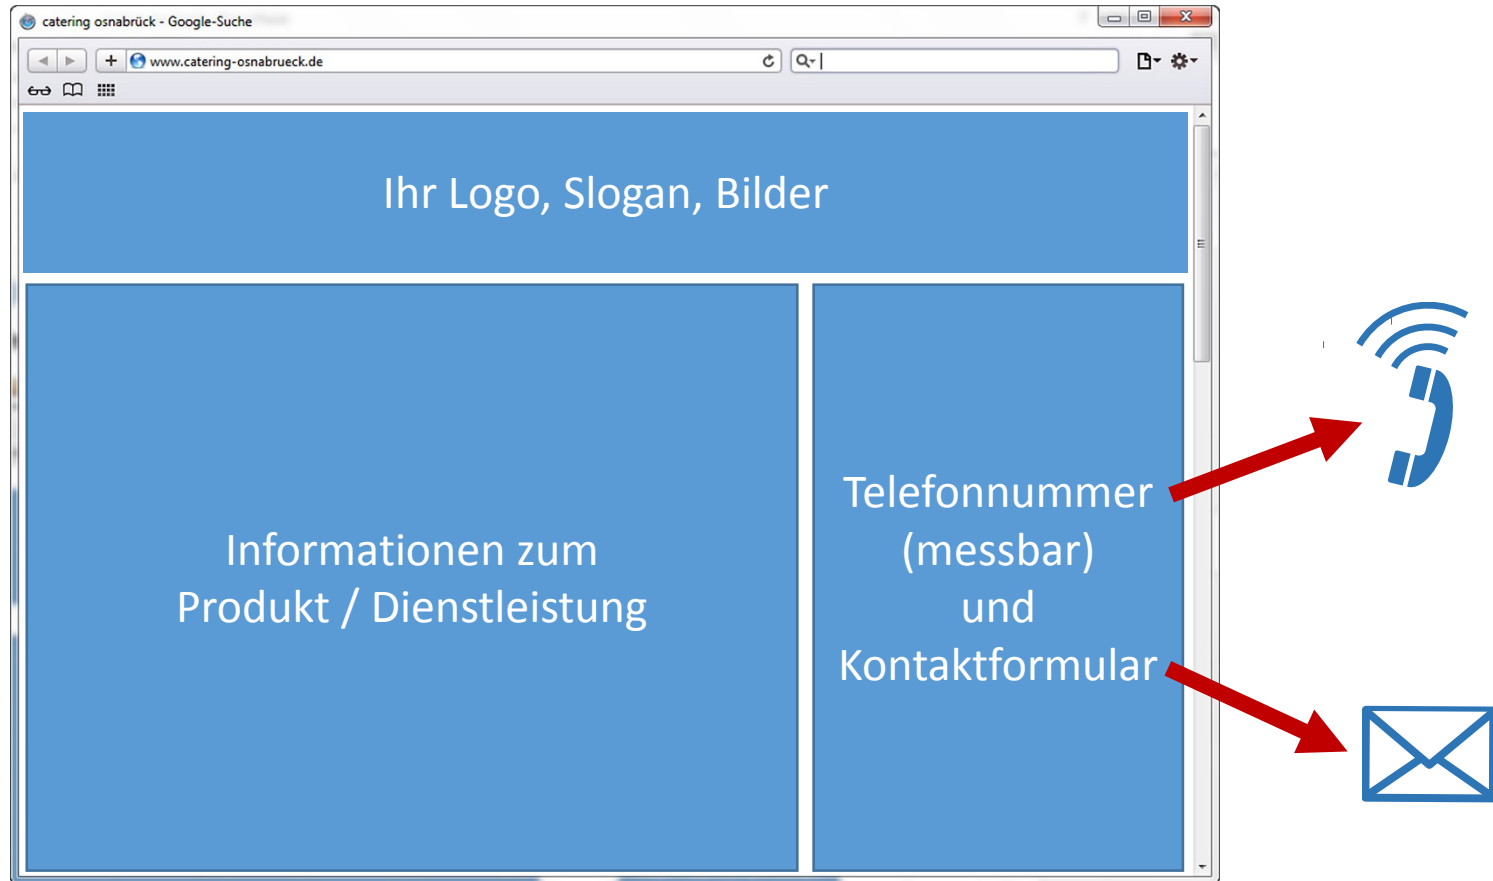 catering osnabrück - Google-Suche
www.catering-osnabrueck.de
Ihr Logo, Slogan, Bilder
Informationen zum
Produkt / Dienstleistung
Telefonnummer
(messbar)
und
Kontaktformular